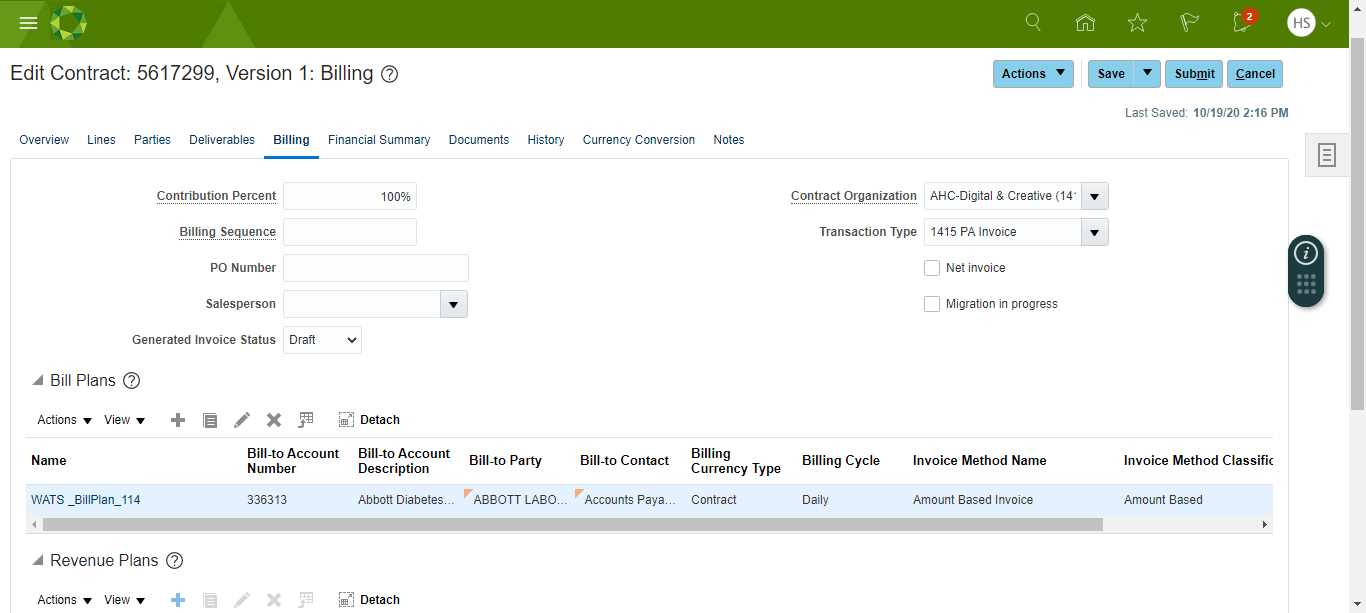 2
HS
Edit Contract: 5617299, Version 1: Billing ?
Actions Save Submit Cancel
Last Saved: 10/19/20 2:16 PM
Overview Lines Parties Deliverables Billing Financial Summary Documents History Currency Conversion Notes
Contribution Percent 100% Contract Organization AHC-Digital & Creative (141
Billing Sequence Transaction Type 1415 PA Invoice
PO Number Net invoice
Salesperson Migration in progress
Generated Invoice Status Draft
Bill Plans ?
Actions View Detach
Name Bill-to Account Number Bill-to Account Description Bill-to Party Bill-to Contact Billing Currency Type Billing Cycle Invoice Method Name Invoice Method Classific
WATS _BillPlan_114 336313 Abbott Diabetes... ABBOTT LABO... Accounts Paya... Contract Daily Amount Based Invoice Amount Based
Revenue Plans ?
Actions View Detach